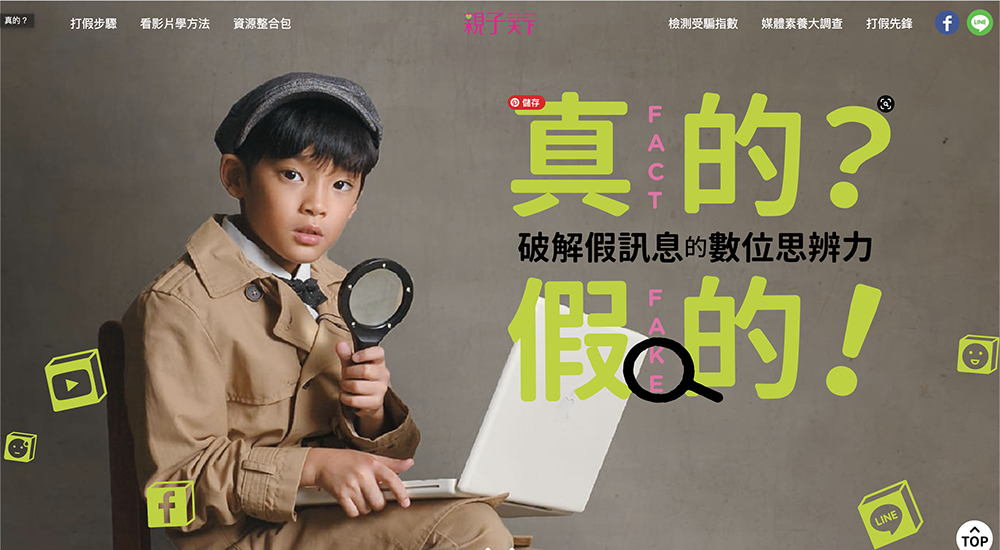 真的？
打假步驟
看影片學方法
資源整合包
親子天下
檢測受騙指數
媒體素養大調查
打假先鋒
f
LINE
儲存
真的？
FACT
破解假訊息的數位思辨力
假的！
FAKE
f
LINE
TOP